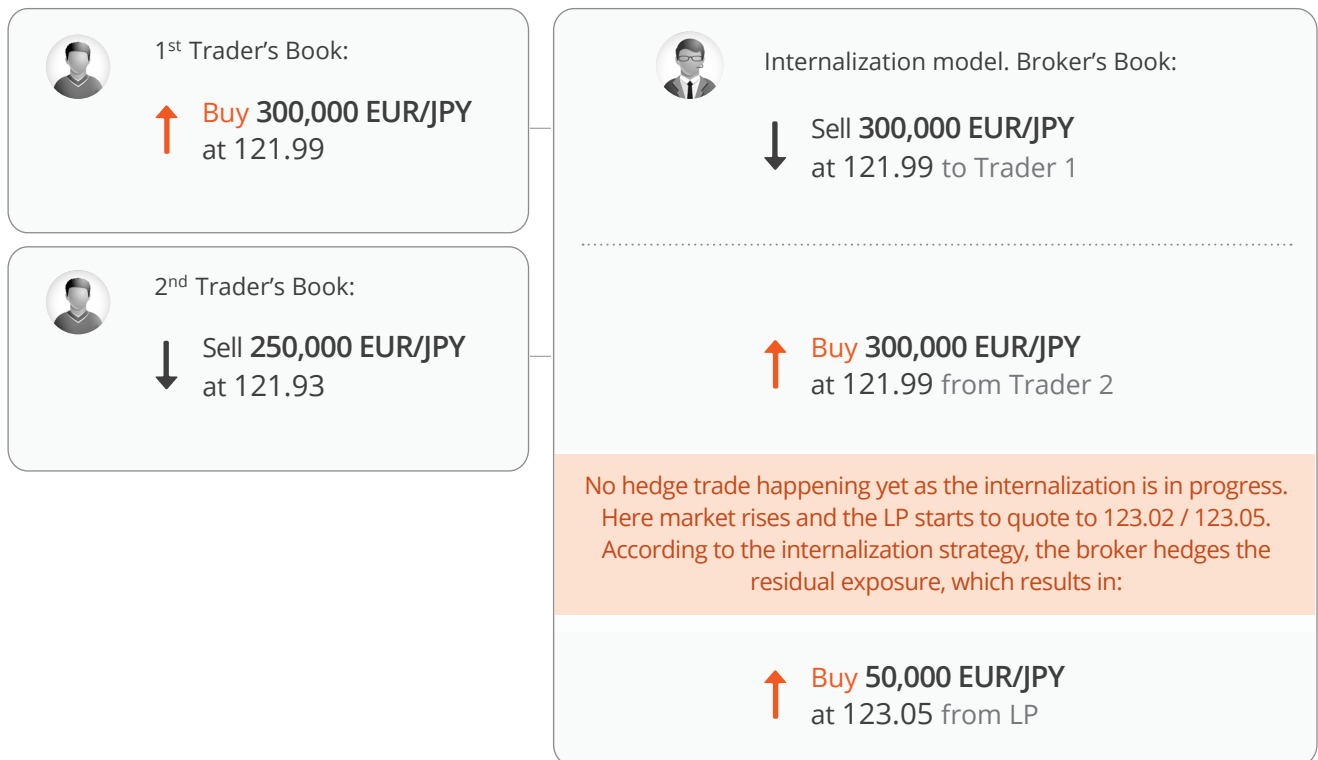 1st Trader's Book:
Buy 300,000 EUR/JPY
at 121.99
2nd Trader's Book:
Sell 250,000 EUR/JPY
at 121.93
Internalization model. Broker's Book:
Sell 300,000 EUR/JPY
at 121.99 to Trader 1
Buy 300,000 EUR/JPY
at 121.99 from Trader 2
No hedge trade happening yet as the internalization is in progress.
Here market rises and the LP starts to quote to 123.02 / 123.05.
According to the internalization strategy, the broker hedges the
residual exposure, which results in:
Buy 50,000 EUR/JPY
at 123.05 from LP